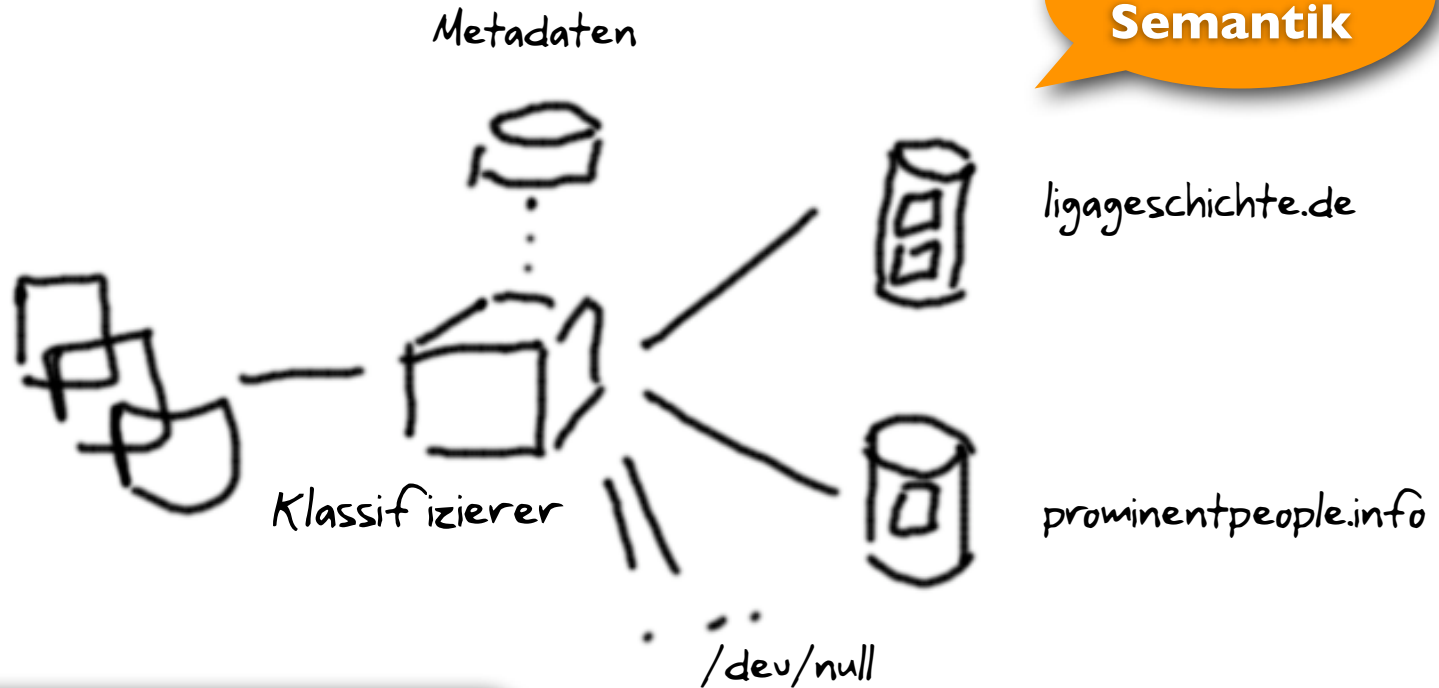 Metadaten
Semantik
ligageschichte.de
Klassifizierer
prominentpeople.info
/dev/null